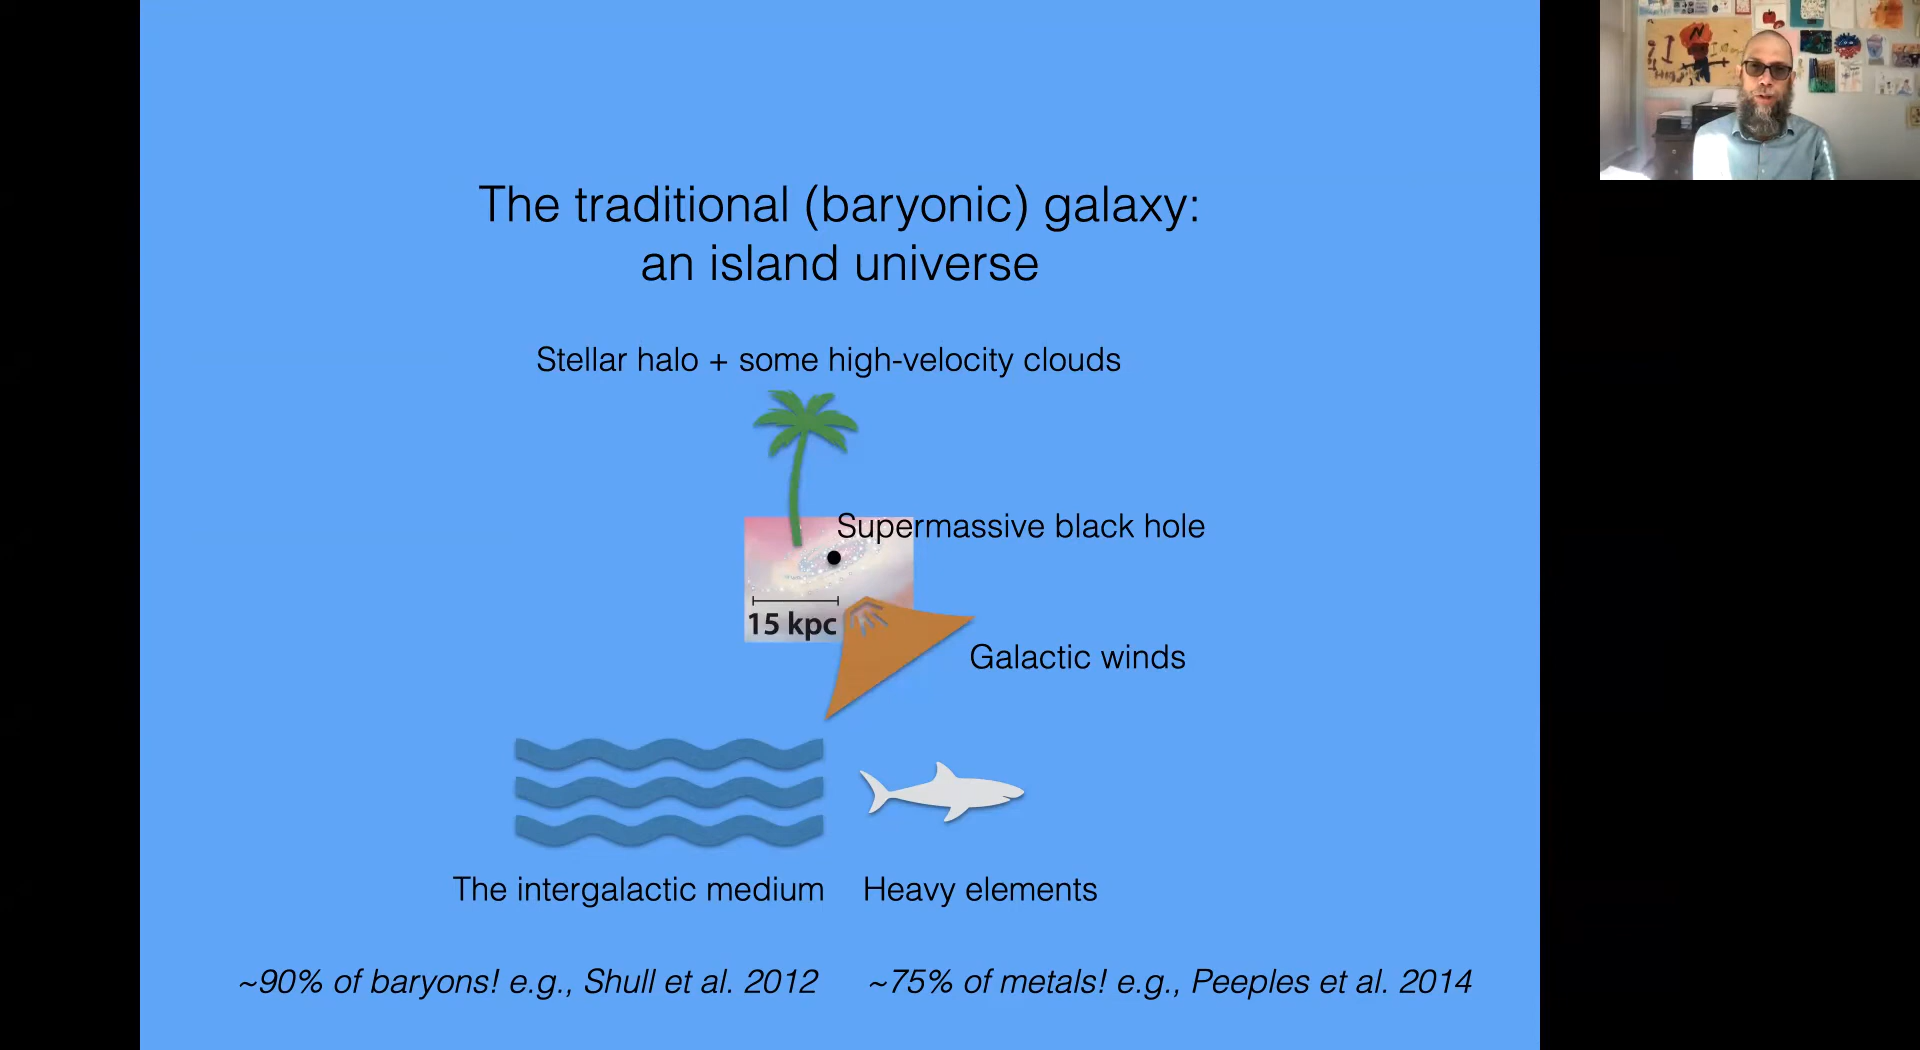 The traditional (baryonic) galaxy:
an island universe
Stellar halo + some high-velocity clouds
Supermassive black hole
15 kpc
Galactic winds
The intergalactic medium
Heavy elements
~90% of baryons! e.g., Shull et al. 2012
~75% of metals! e.g., Peeples et al. 2014